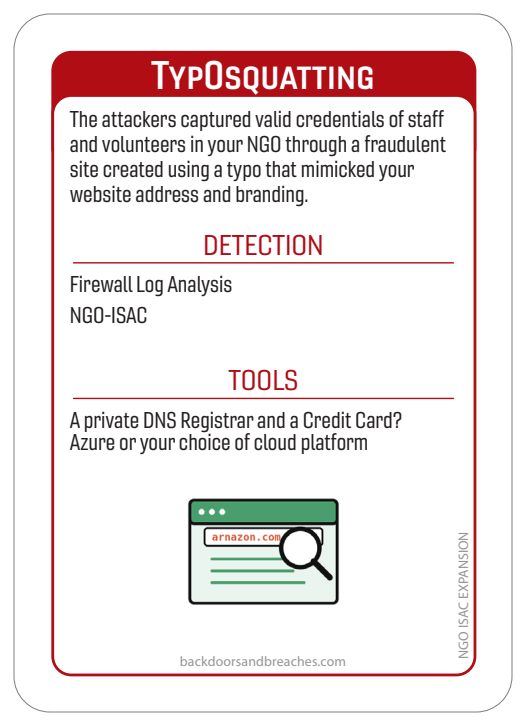 TypOsquatting
The attackers captured valid credentials of staff
and volunteers in your NGO through a fraudulent
site created using a typo that mimicked your
website address and branding.
DETECTION
Firewall Log Analysis
NGO-ISAC
TOOLS
A private DNS Registrar and a Credit Card?
Azure or your choice of cloud platform
arnazon.com
NGO ISAC EXPANSION
backdoorsandbreaches.com